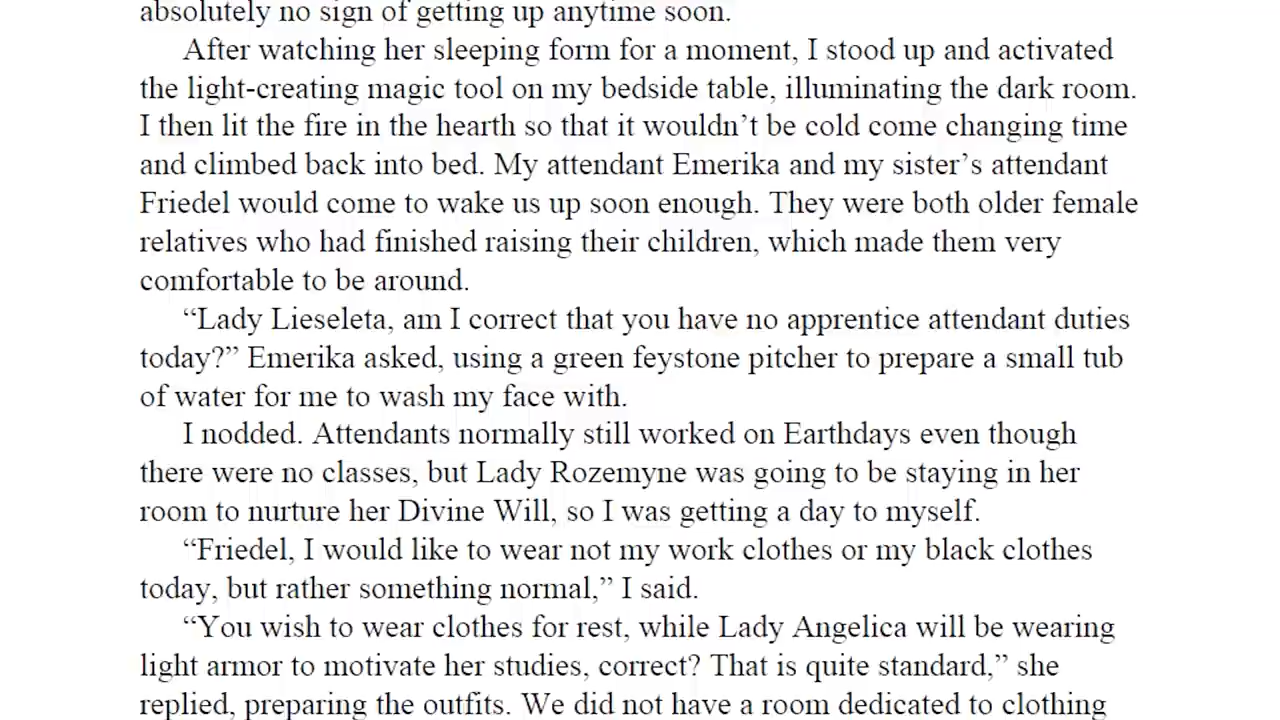 absolutely no sign of getting up anytime soon.
After watching her sleeping form for a moment, I stood up and activated
the light-creating magic tool on my bedside table, illuminating the dark room.
I then lit the fire in the hearth so that it wouldn’t be cold come changing time
and climbed back into bed. My attendant Emerika and my sister’s attendant
Friedel would come to wake us up soon enough. They were both older female
relatives who had finished raising their children, which made them very
comfortable to be around.
“Lady Lieseleta, am I correct that you have no apprentice attendant duties
today?” Emerika asked, using a green feystone pitcher to prepare a small tub
of water for me to wash my face with.
I nodded. Attendants normally still worked on Earthdays even though
there were no classes, but Lady Rozemyne was going to be staying in her
room to nurture her Divine Will, so I was getting a day to myself.
“Friedel, I would like to wear not my work clothes or my black clothes
today, but rather something normal,” I said.
“You wish to wear clothes for rest, while Lady Angelica will be wearing
light armor to motivate her studies, correct? That is quite standard,” she
replied, preparing the outfits. We did not have a room dedicated to clothing